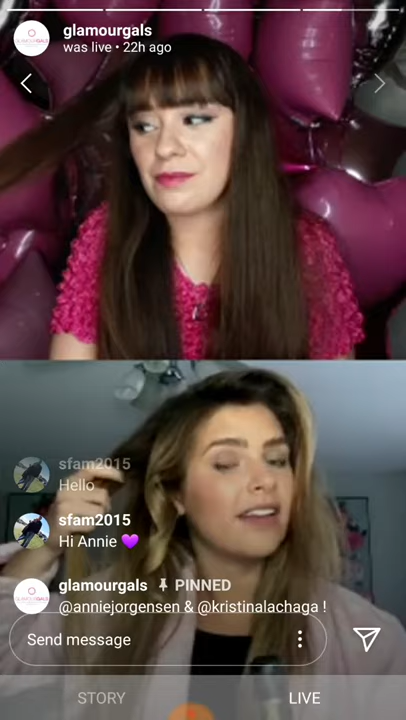 glamourgals
was live • 22h ago
sfam2015
Hello
sfam2015
Hi Annie 💜
glamourgals PINNED
@anniejorgensen & @kristinalachaga !
Send message
STORY LIVE